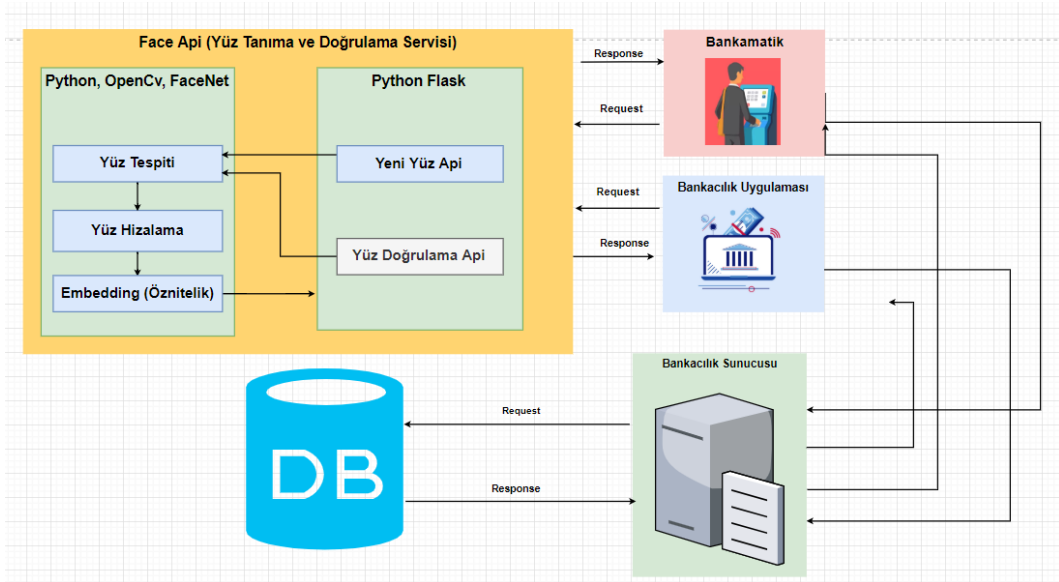 Face Api (Yüz Tanıma ve Doğrulama Servisi)
Python, OpenCv, FaceNet
Yüz Tespiti
Yüz Hizalama
Embedding (Öznitelik)
Python Flask
Yeni Yüz Api
Yüz Doğrulama Api
Response
Request
Bankamatik
Request
Response
Bankacılık Uygulaması
Bankacılık Sunucusu
Request
Response
DB